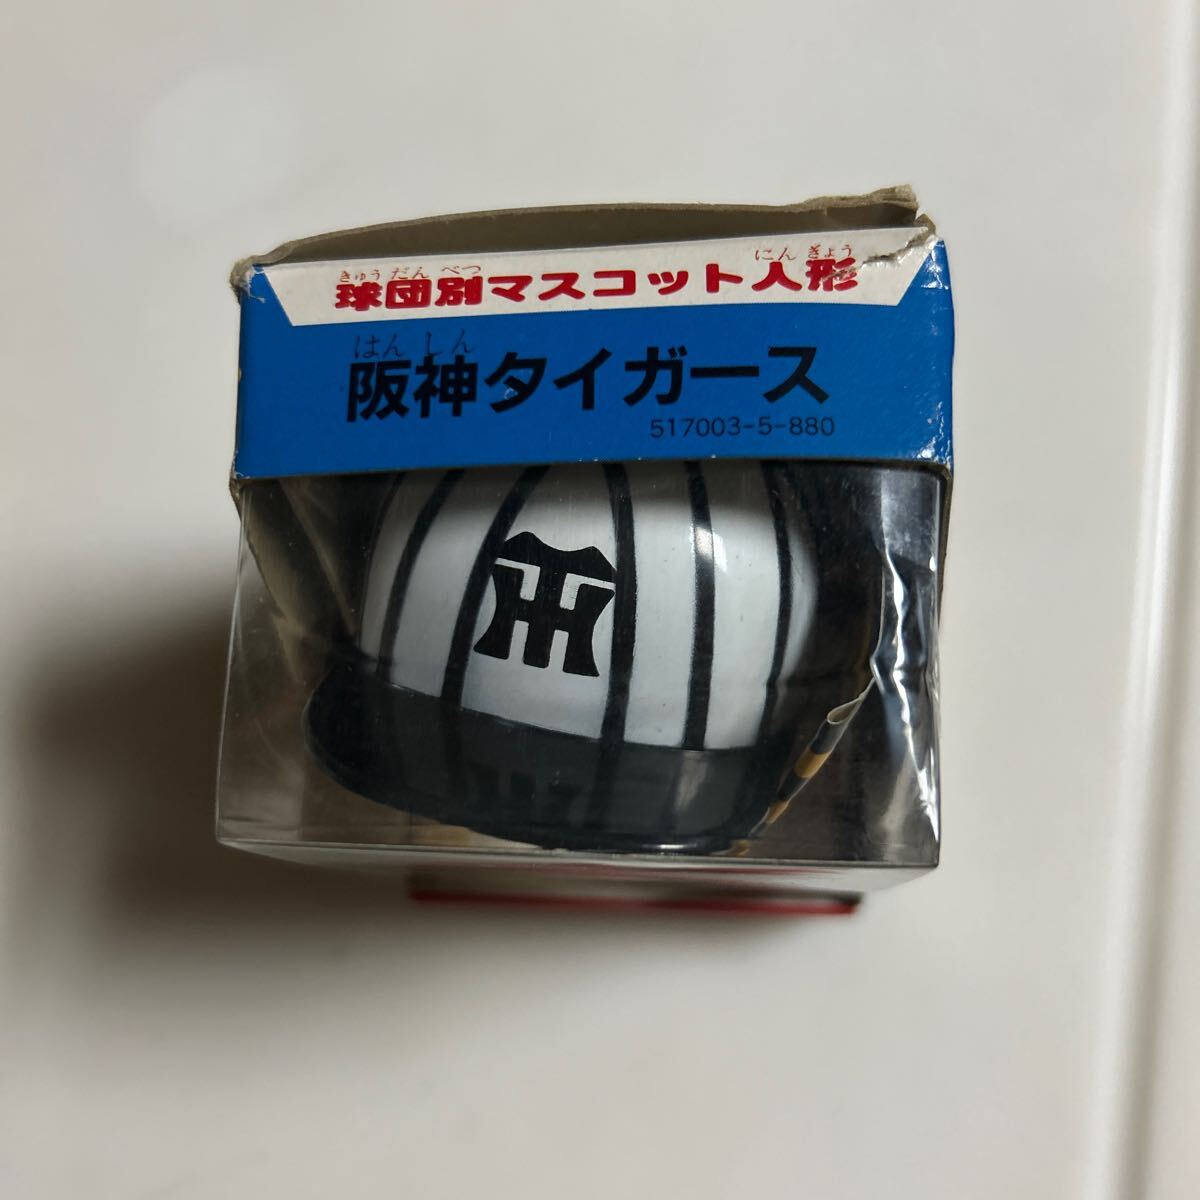 きゅう だん べつ にん ぎょう
球団別マスコット人形
はん しん
阪神タイガース
517003-5-880
TH